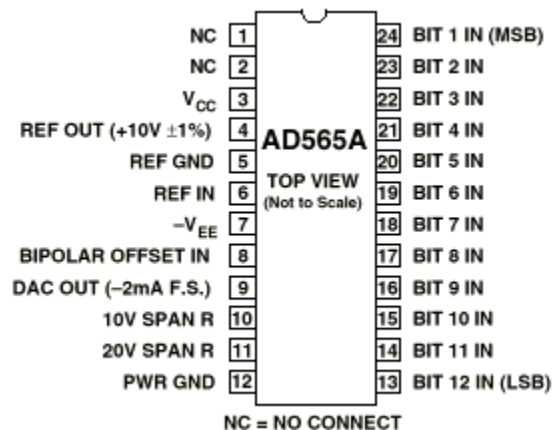 NC 1 24 BIT 1 IN (MSB)
NC 2 23 BIT 2 IN
VCC 3 22 BIT 3 IN
REF OUT (+10V ±1%) 4 21 BIT 4 IN
AD565A
REF GND 5 20 BIT 5 IN
TOP VIEW
REF IN 6 19 BIT 6 IN
(Not to Scale)
–VEE 7 18 BIT 7 IN
BIPOLAR OFFSET IN 8 17 BIT 8 IN
DAC OUT (–2mA F.S.) 9 16 BIT 9 IN
10V SPAN R 10 15 BIT 10 IN
20V SPAN R 11 14 BIT 11 IN
PWR GND 12 13 BIT 12 IN (LSB)
NC = NO CONNECT